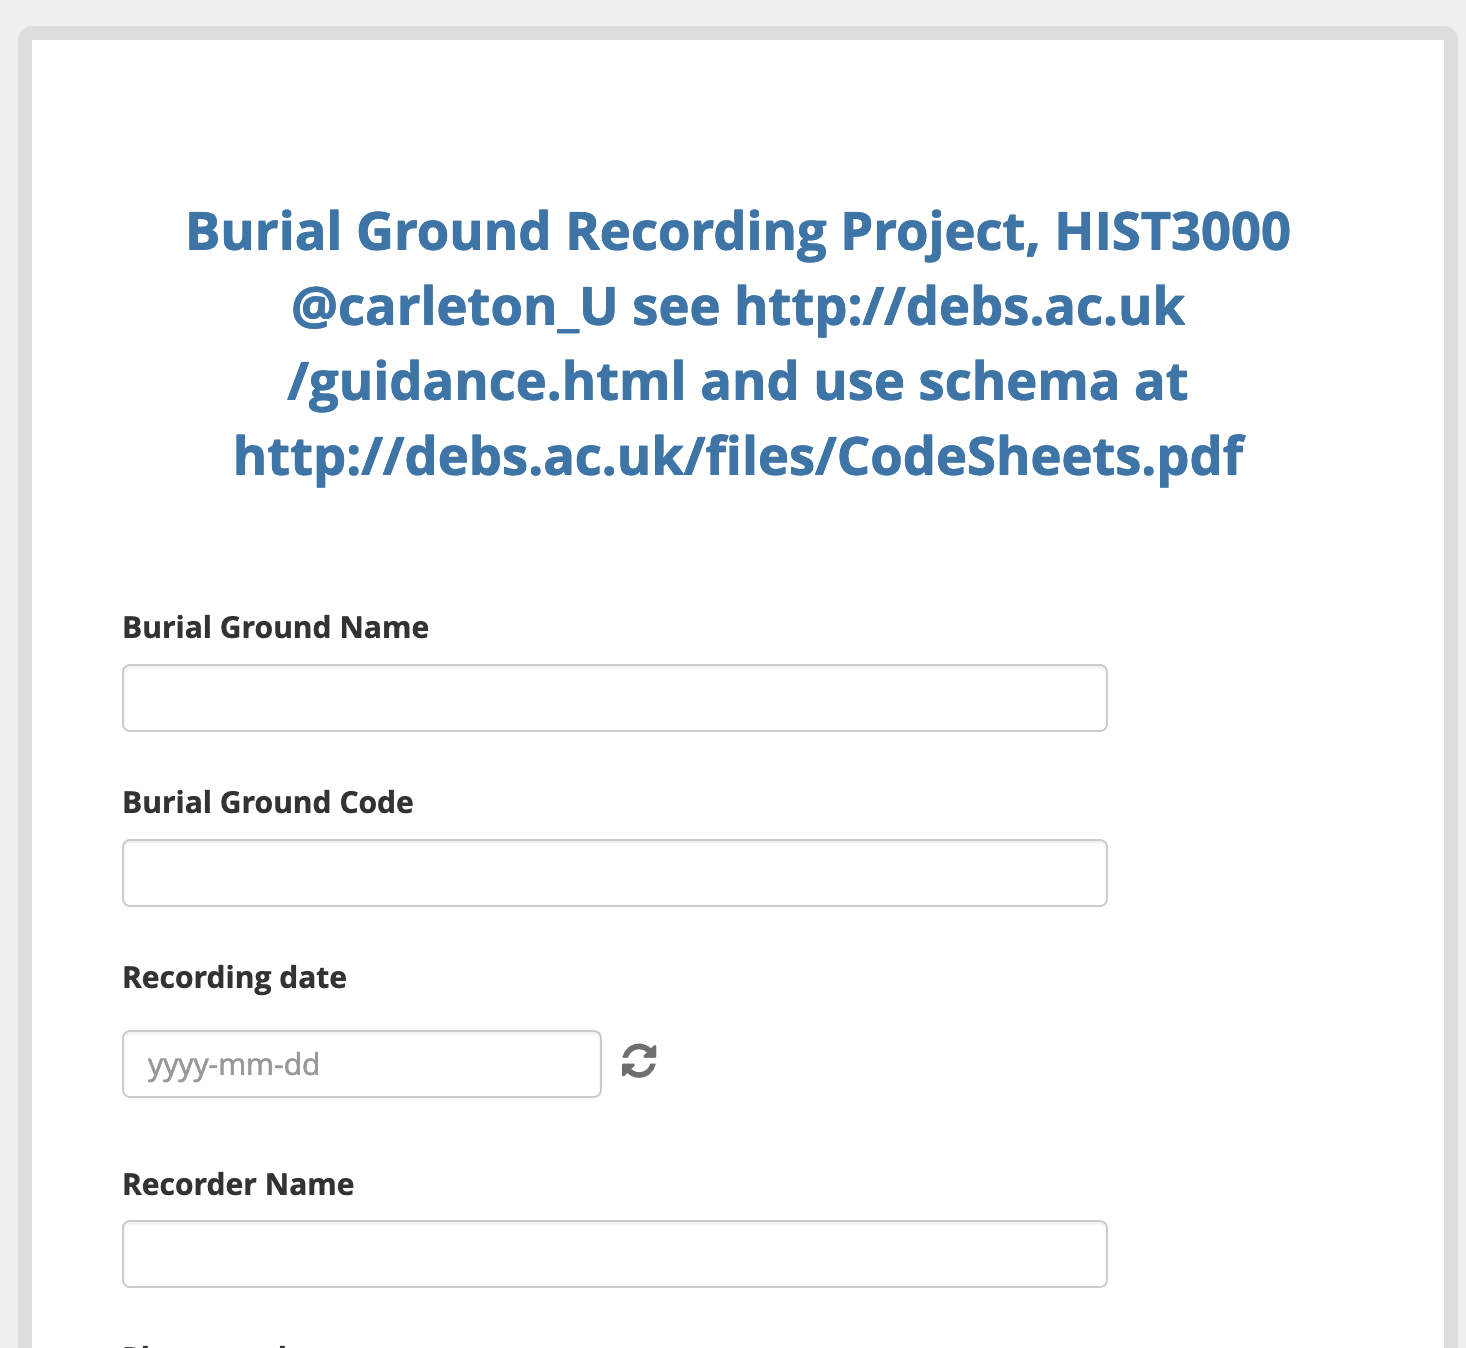 Burial Ground Recording Project, HIST3000
@carleton_U see http://debs.ac.uk
/guidance.html and use schema at
http://debs.ac.uk/files/CodeSheets.pdf
Burial Ground Name
Burial Ground Code
Recording date
yyyy-mm-dd
Recorder Name